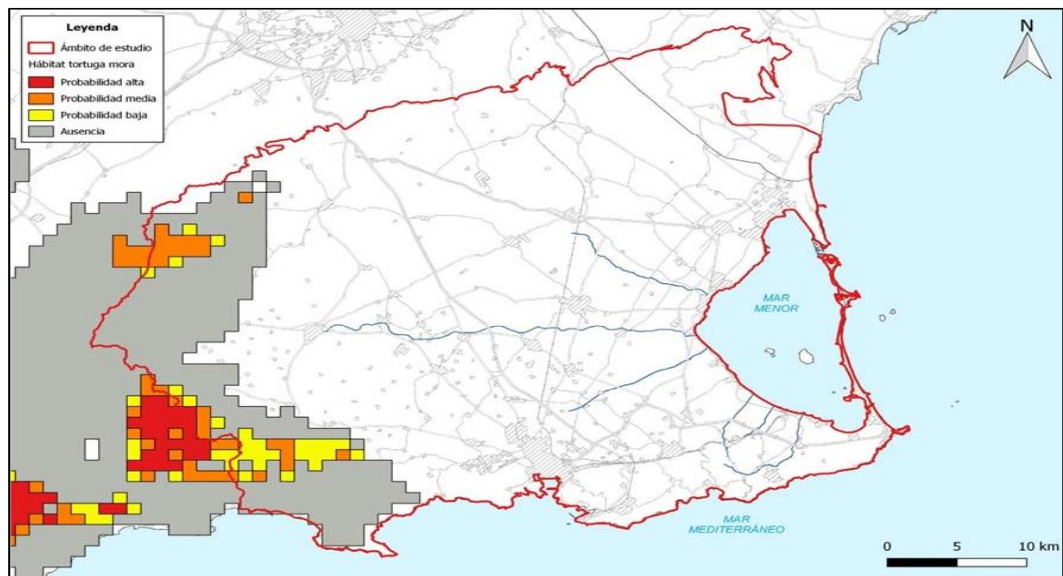 Leyenda
Ámbito de estudio
Hábitat tortuga mora
Probabilidad alta
Probabilidad media
Probabilidad baja
Ausencia
N
MAR
MENOR
MAR
MEDITERRÁNEO
0 5 10 km